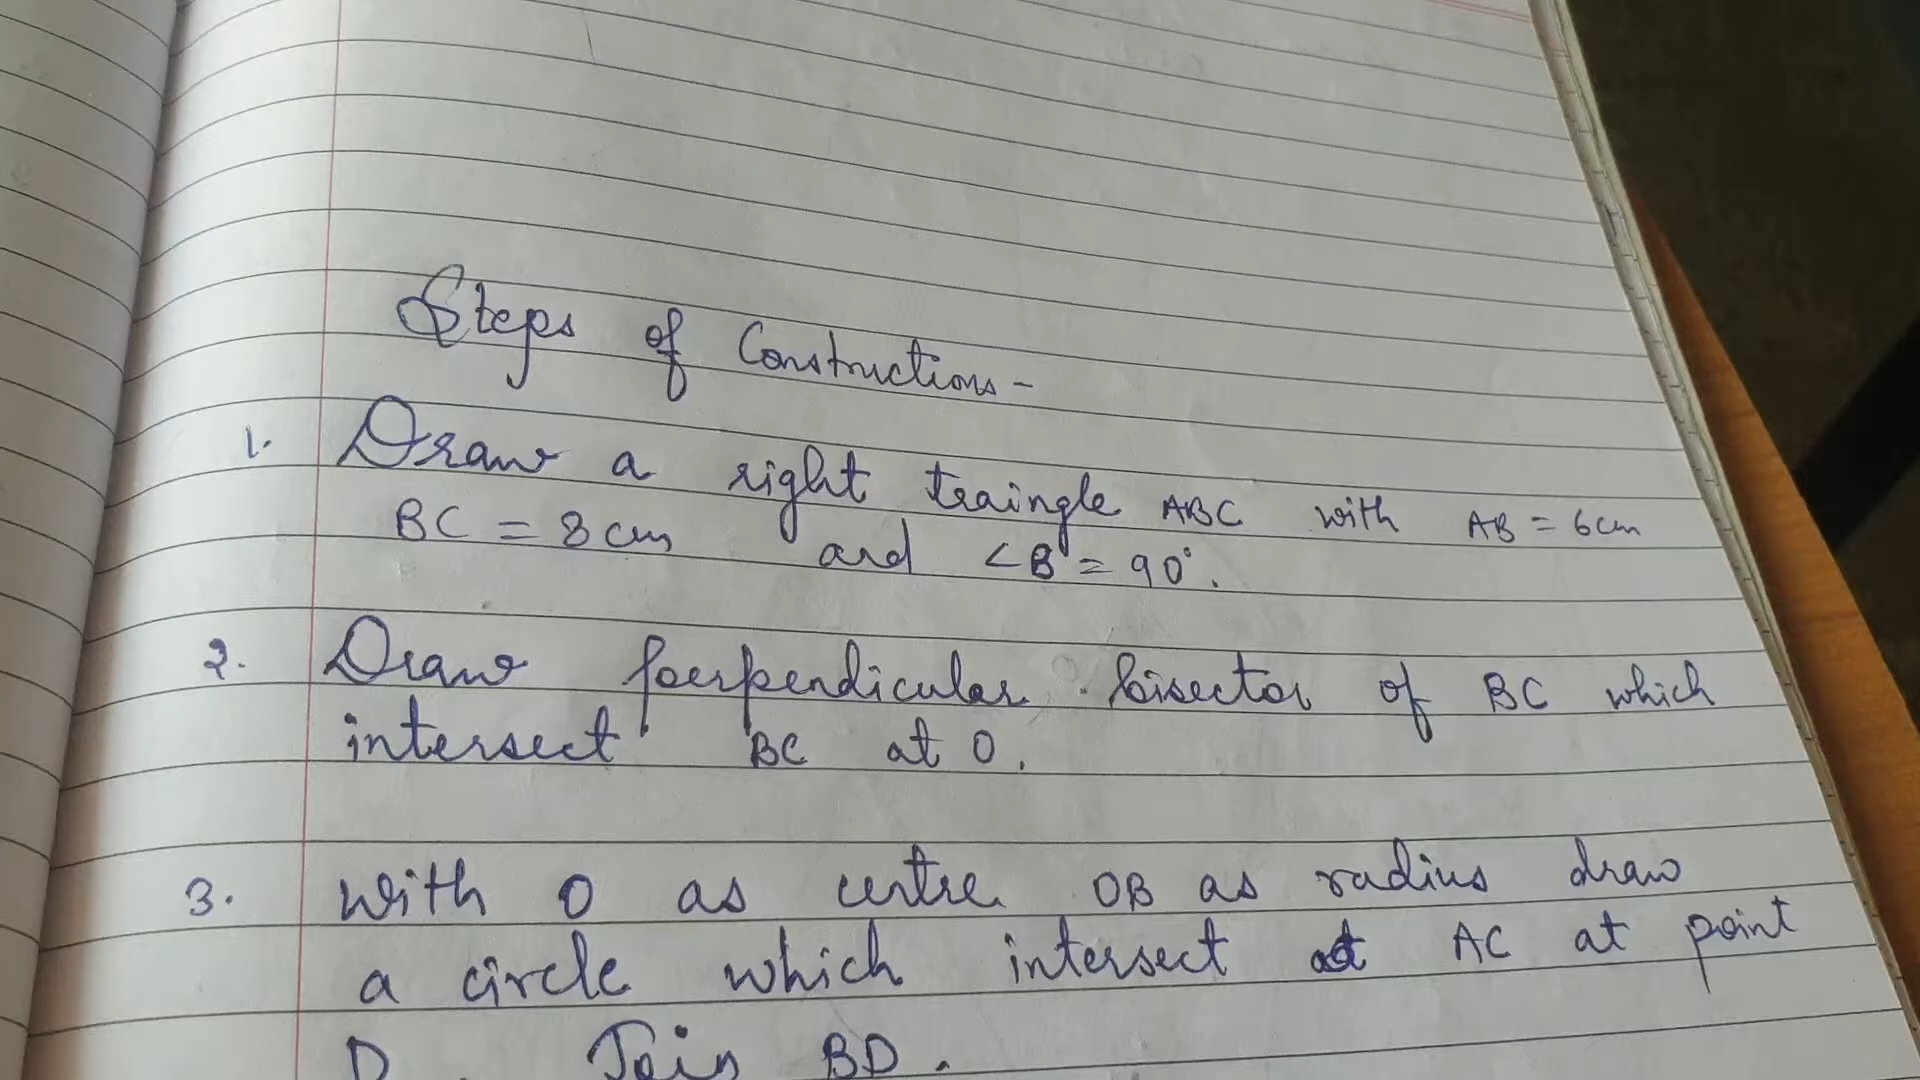 Steps of Constructions -
1. Draw a right traingle ABC with AB = 6cm
BC = 8 cm and ∠B = 90°.
2. Draw perpendicular bisector of BC which
intersect BC at O.
3. With O as centre OB as radius draw
a circle which intersect at AC at point
D. Join BD.